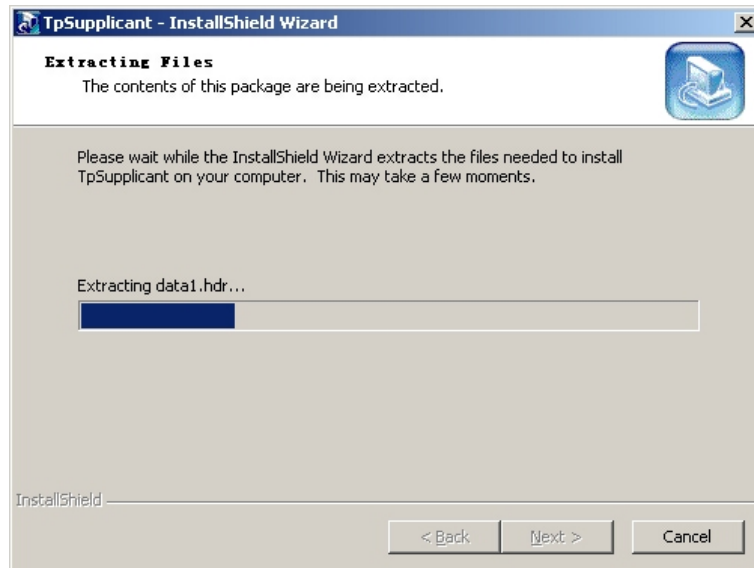 TpSupplicant - InstallShield Wizard
Extracting Files
The contents of this package are being extracted.
Please wait while the InstallShield Wizard extracts the files needed to install
TpSupplicant on your computer. This may take a few moments.
Extracting data1.hdr...
InstallShield
< Back Next > Cancel